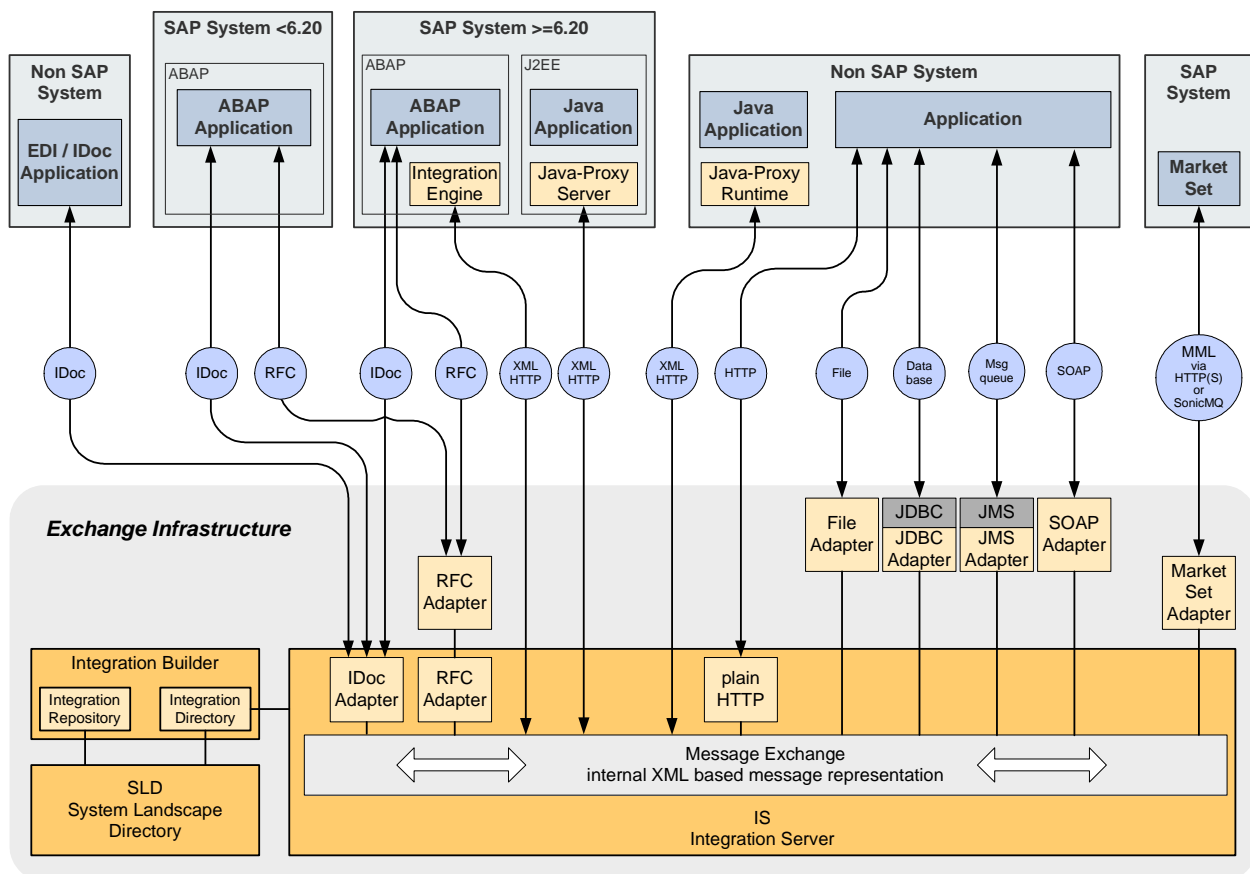 SAP System <6.20
SAP System >=6.20
Non SAP
System
Non SAP System
SAP
System
ABAP
ABAP
J2EE
EDI / IDoc
Application
ABAP
Application
ABAP
Application
Java
Application
Java
Application
Application
Integration
Engine
Java-Proxy
Server
Java-Proxy
Runtime
Market
Set
IDoc
IDoc
RFC
IDoc
RFC
XML
HTTP
XML
HTTP
XML
HTTP
HTTP
File
Data
base
Msg
queue
SOAP
MML
via
HTTP(S)
or
SonicMQ
Exchange Infrastructure
File
Adapter
JDBC
JDBC
Adapter
JMS
JMS
Adapter
SOAP
Adapter
RFC
Adapter
Market
Set
Adapter
Integration Builder
Integration
Repository
Integration
Directory
IDoc
Adapter
RFC
Adapter
plain
HTTP
Message Exchange
internal XML based message representation
SLD
System Landscape
Directory
IS
Integration Server